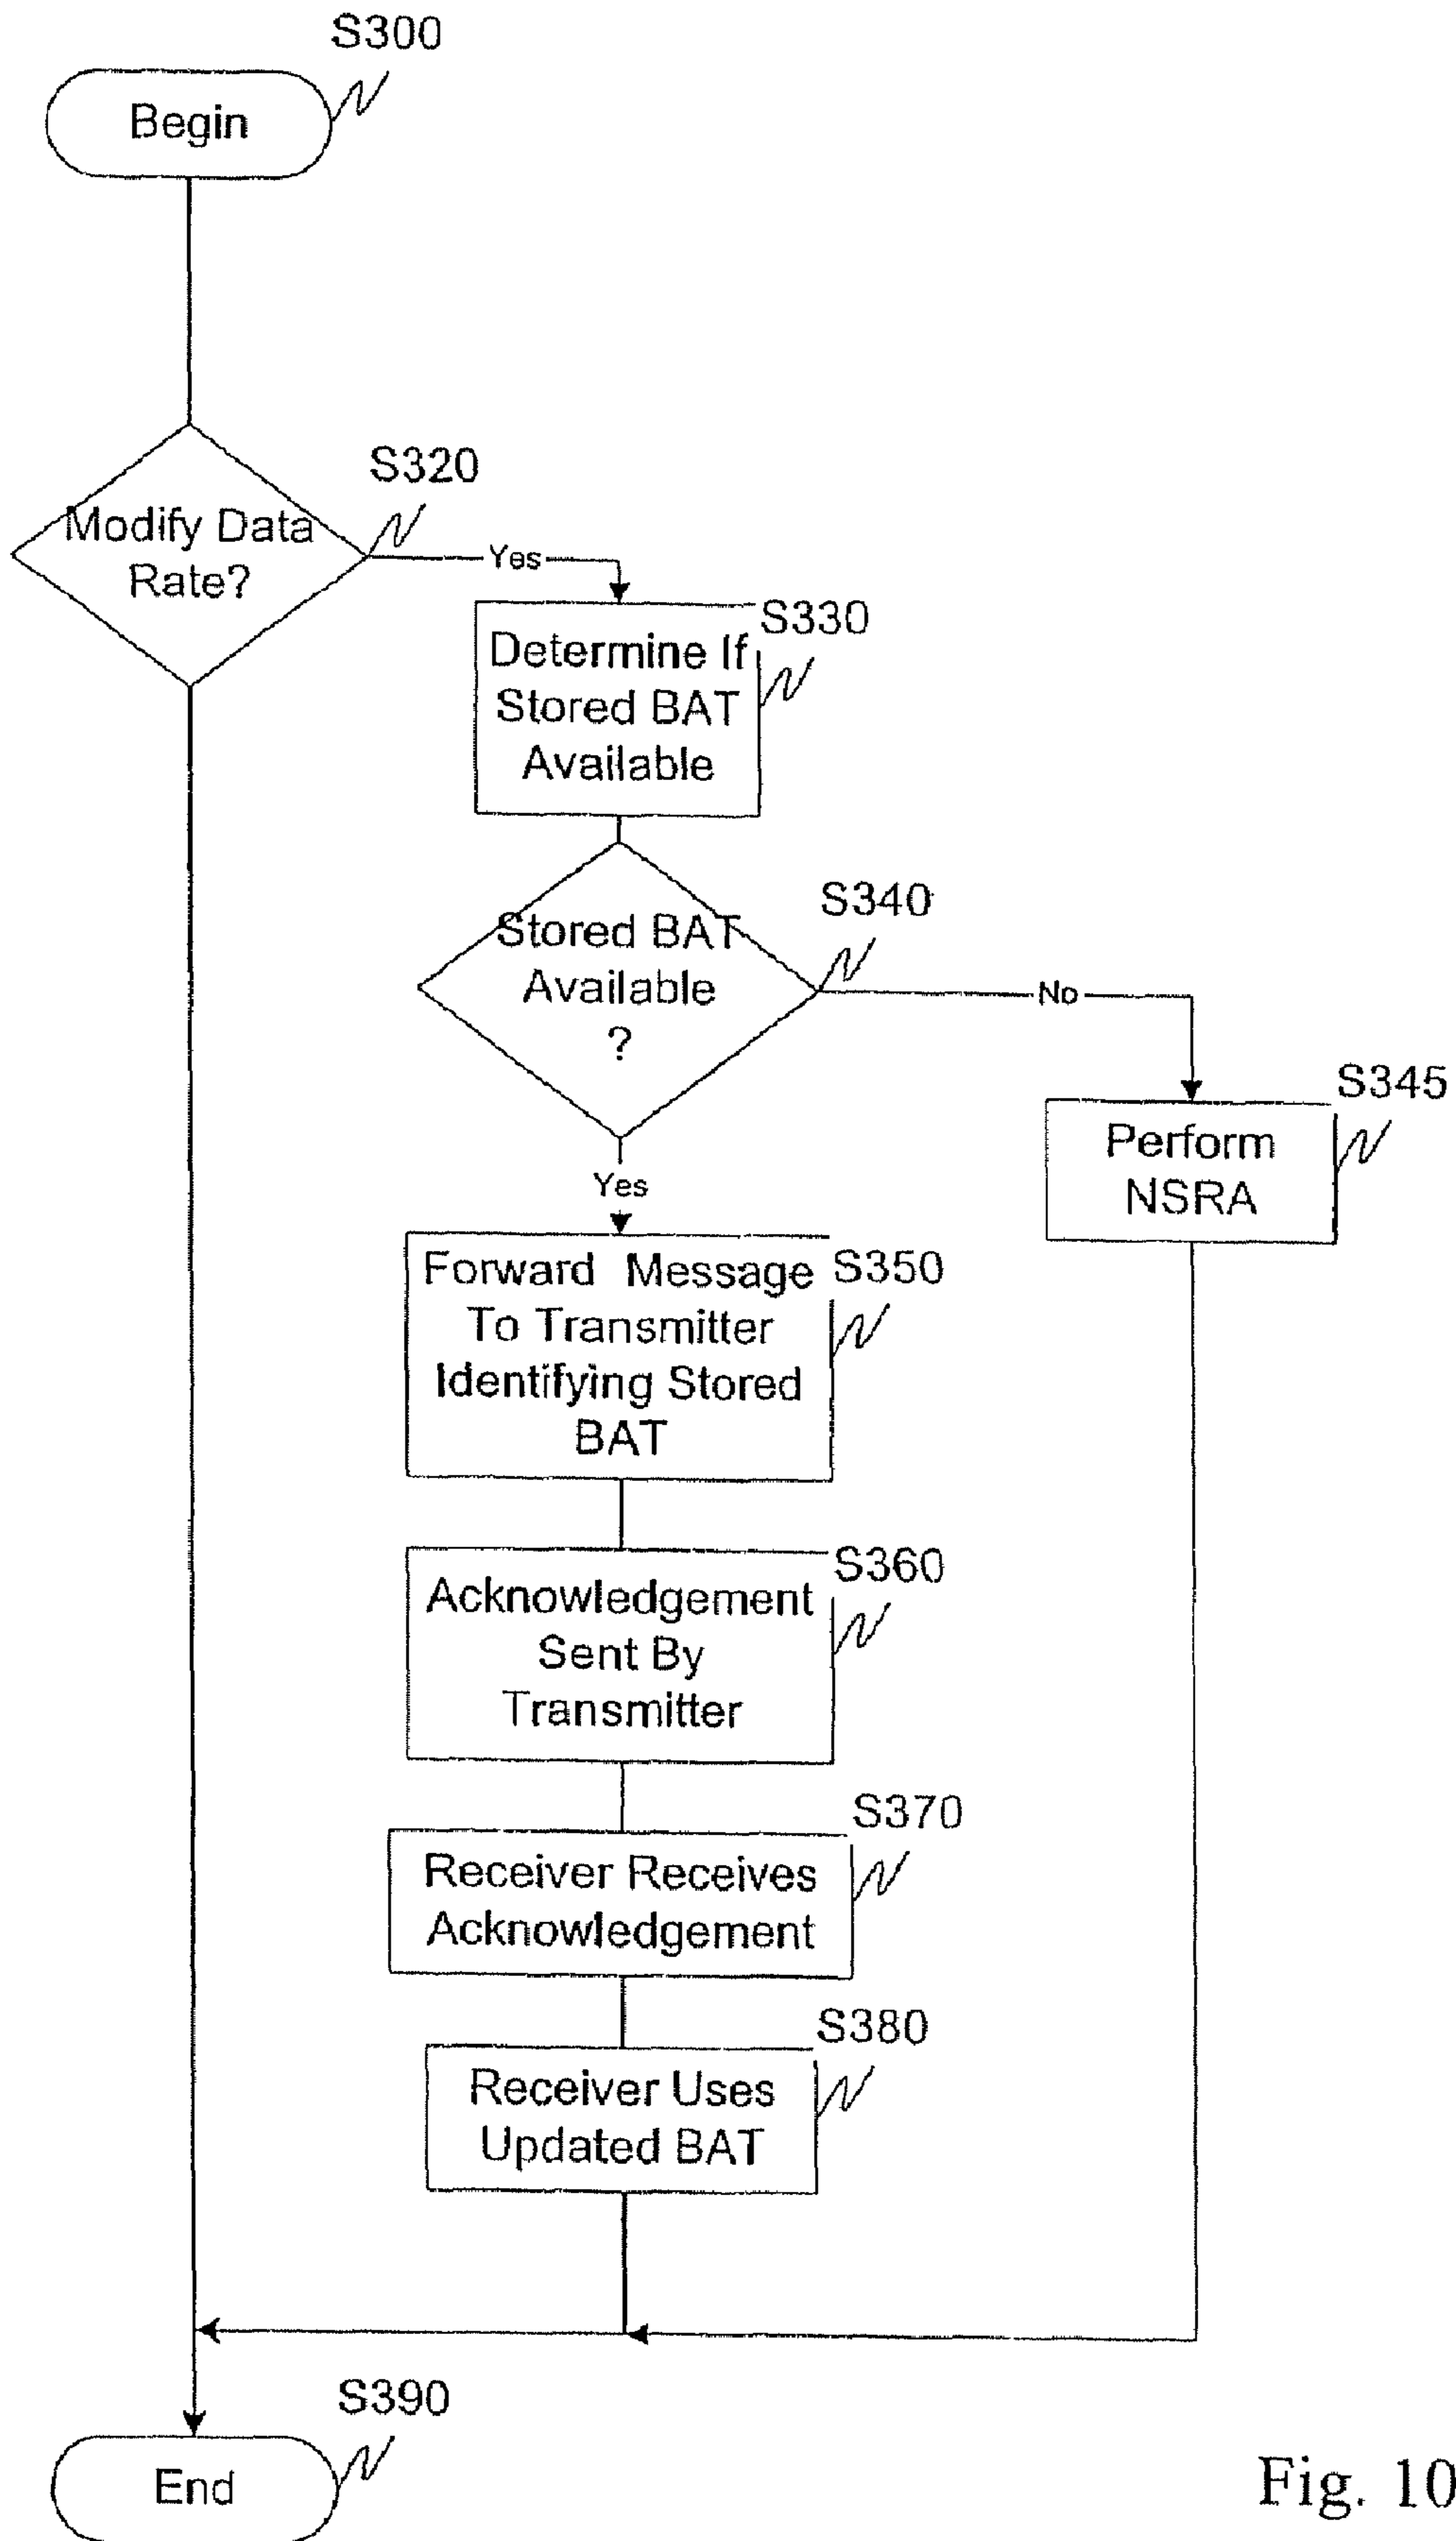 S300
Begin
S320
Modify Data
Rate?
Yes
S330
Determine If
Stored BAT
Available
S340
Stored BAT
Available
?
No
S345
Perform
NSRA
Yes
Forward Message
To Transmitter
Identifying Stored
BAT
S350
S360
Acknowledgement
Sent By
Transmitter
S370
Receiver Receives
Acknowledgement
S380
Receiver Uses
Updated BAT
S390
End
Fig. 10